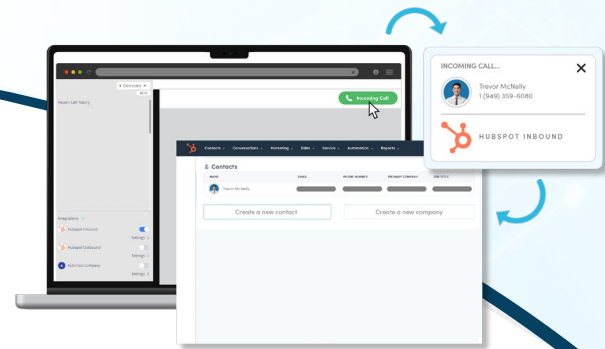 Connected
Recent Call History
Incoming Call
INCOMING CALL...
Trevor McNelly
1 (949) 359-6080
HUBSPOT INBOUND
Contacts Conversations Marketing Sales Service Automation Reports
Contacts
NAME EMAIL PHONE NUMBER PRIMARY COMPANY JOB TITLE
Trevor McNelly
Create a new contact Create a new company
Integrations
Hubspot Inbound
Settings >
Hubspot Outbound
Settings >
Settings >